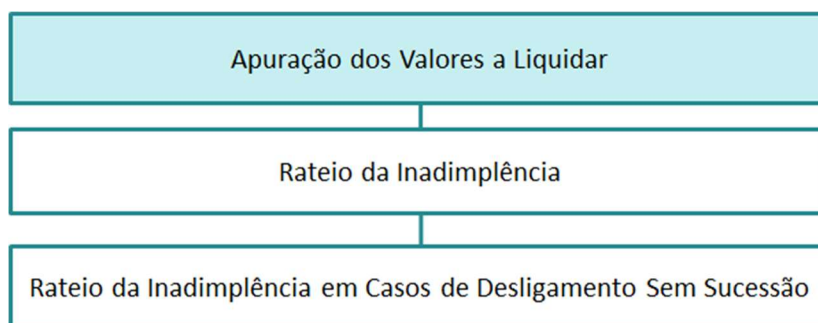 Apuração dos Valores a Liquidar
Rateio da Inadimplência
Rateio da Inadimplência em Casos de Desligamento Sem Sucessão